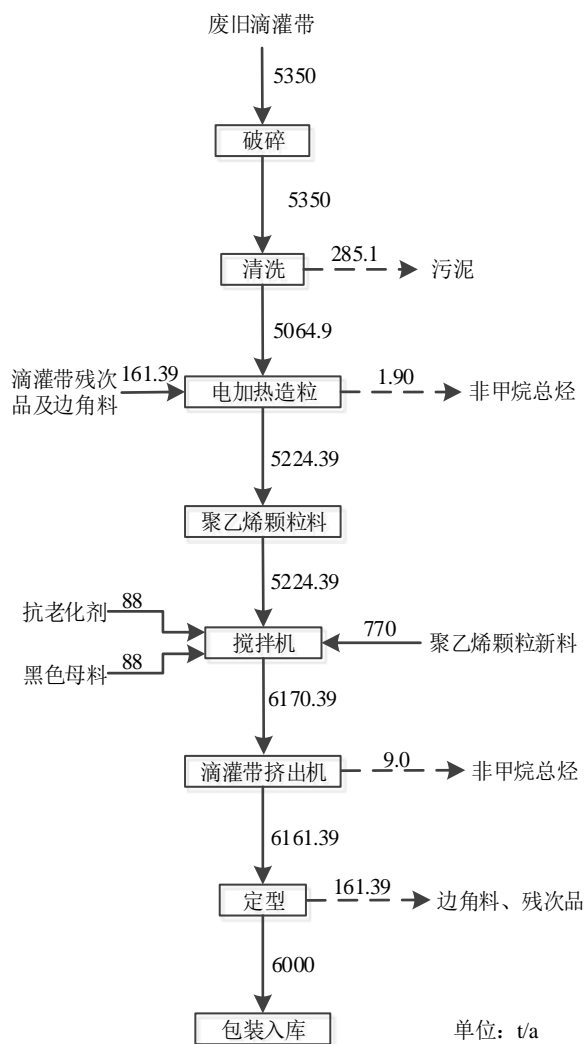 废旧滴灌带
5350
破碎
5350
清洗
285.1
污泥
5064.9
滴灌带残次
品及边角料
161.39
电加热造粒
1.90
非甲烷总烃
5224.39
聚乙烯颗粒料
5224.39
抗老化剂
88
黑色母料
88
搅拌机
770
聚乙烯颗粒新料
6170.39
滴灌带挤出机
9.0
非甲烷总烃
6161.39
定型
161.39
边角料、残次品
6000
包装入库
单位：t/a